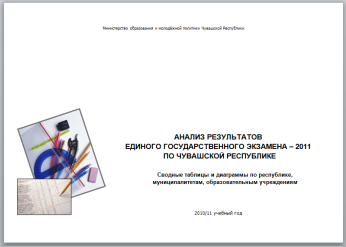 Министерство образования и молодёжной политики Чувашской Республики
АНАЛИЗ РЕЗУЛЬТАТОВ
ЕДИНОГО ГОСУДАРСТВЕННОГО ЭКЗАМЕНА – 2011
ПО ЧУВАШСКОЙ РЕСПУБЛИКЕ
Сводные таблицы и диаграммы по республике,
муниципалитетам, образовательным учреждениям
2010/11 учебный год